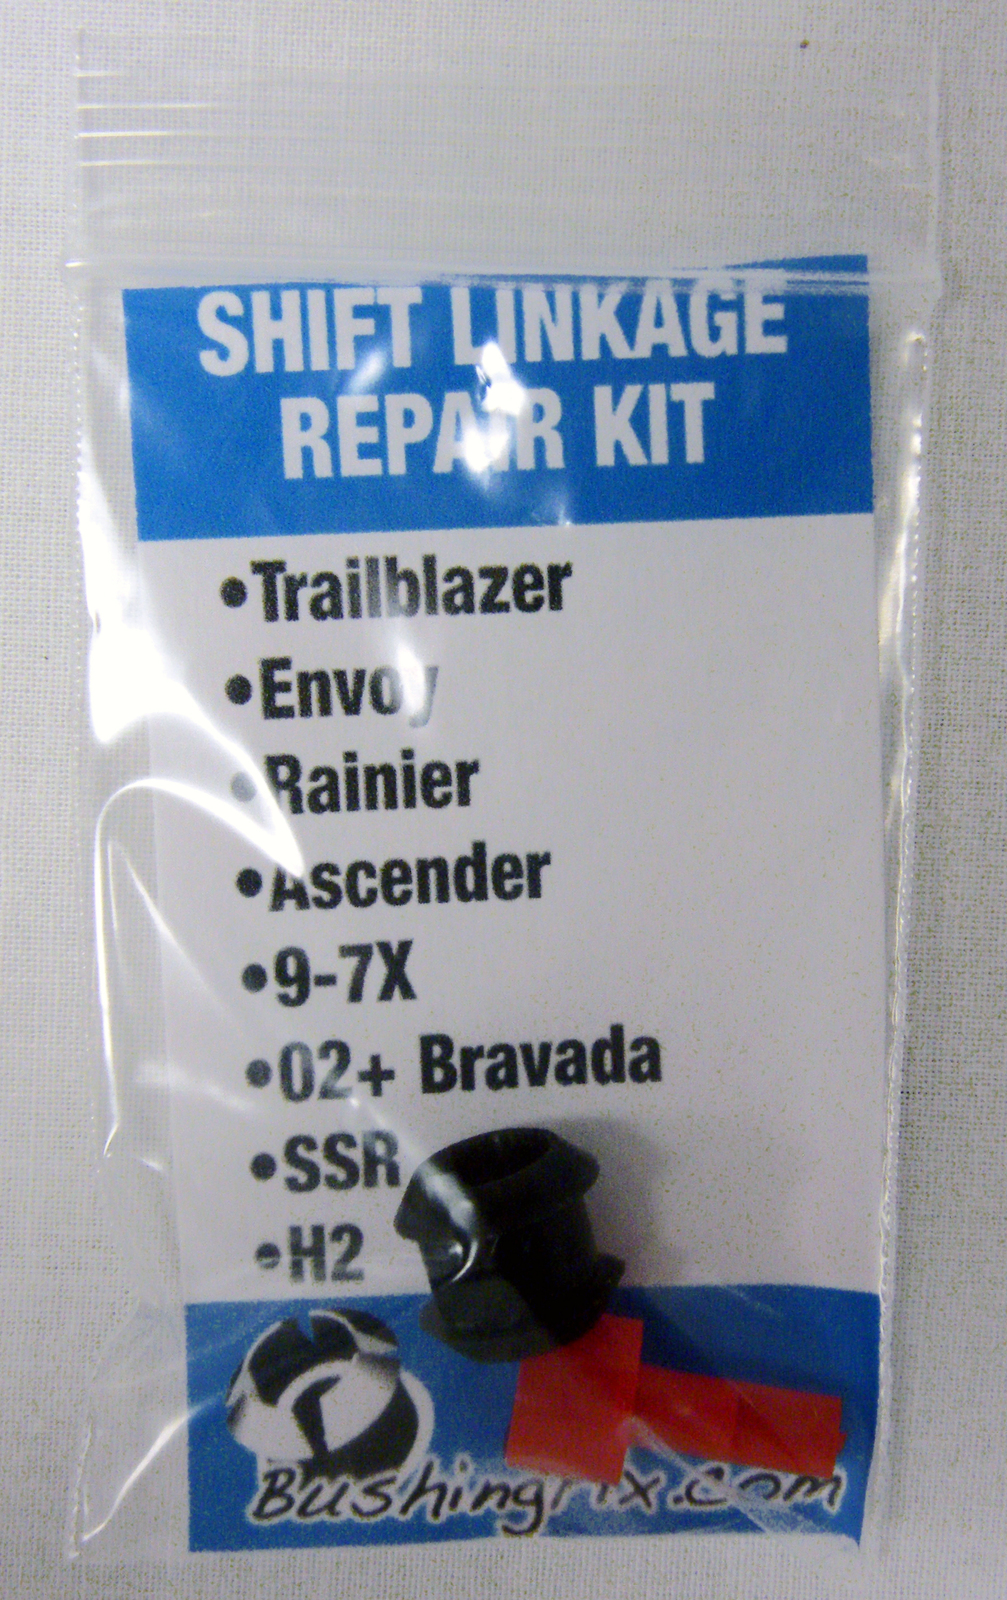 SHIFT LINKAGE
REPAIR KIT
•Trailblazer
•Envoy
•Rainier
•Ascender
•9-7X
•02+ Bravada
•SSR
•H2
BushingFix.com